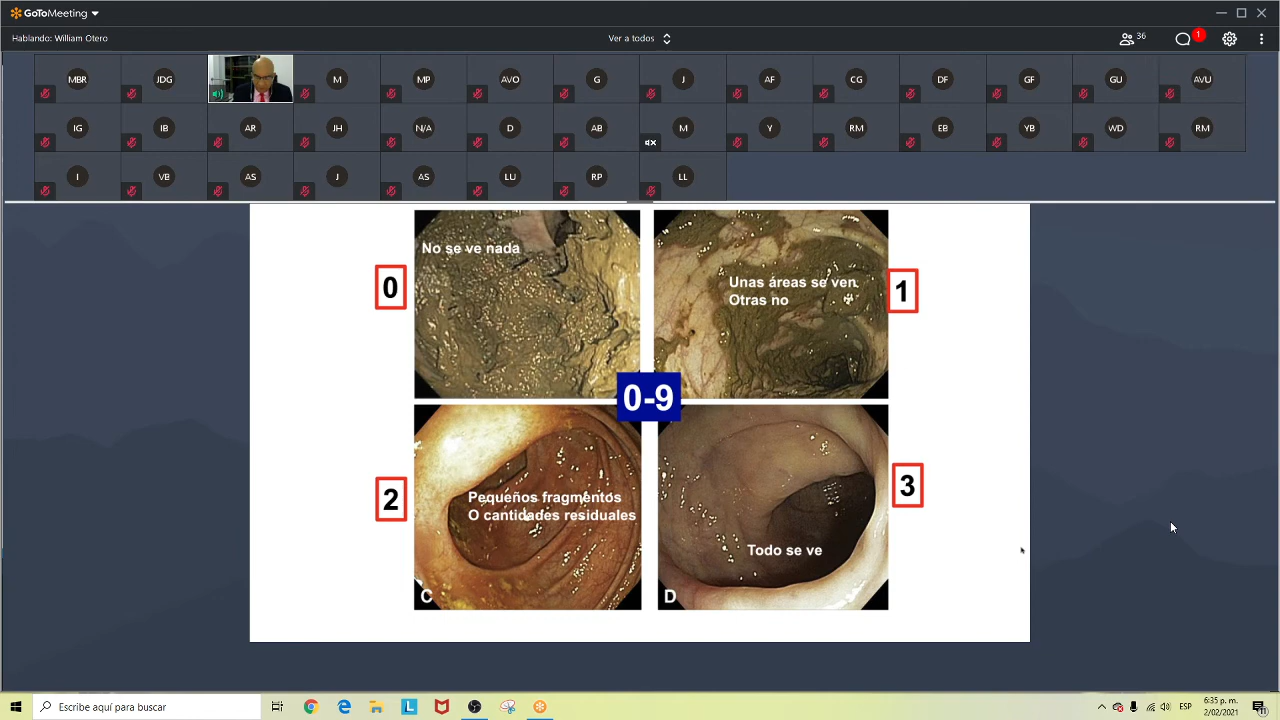 GoToMeeting
Hablando: William Otero
Ver a todos
36
1
MBR
JDG
M
MP
AVO
G
J
AF
CG
DF
GF
GU
AVU
IG
IB
AR
JH
N/A
D
AB
M
Y
RM
EB
YB
WD
RM
I
VB
AS
J
AS
LU
RP
LL
No se ve nada
0
Unas áreas se ven.
Otras no
1
0-9
2
Pequeños fragmentos
O cantidades residuales
C
Todo se ve
D
3
Escribe aquí para buscar
L
ESP
6:35 p. m.
2/02/2021